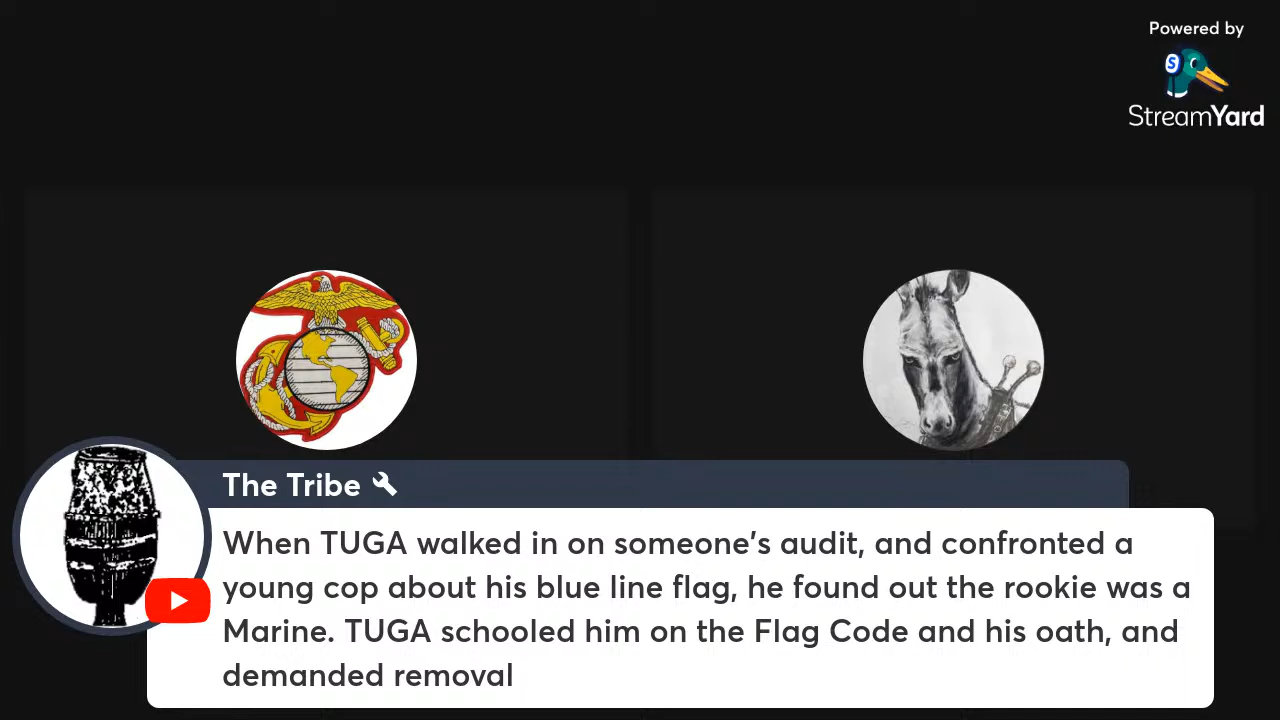 Powered by
S
StreamYard
The Tribe
When TUGA walked in on someone's audit, and confronted a
young cop about his blue line flag, he found out the rookie was a
Marine. TUGA schooled him on the Flag Code and his oath, and
demanded removal